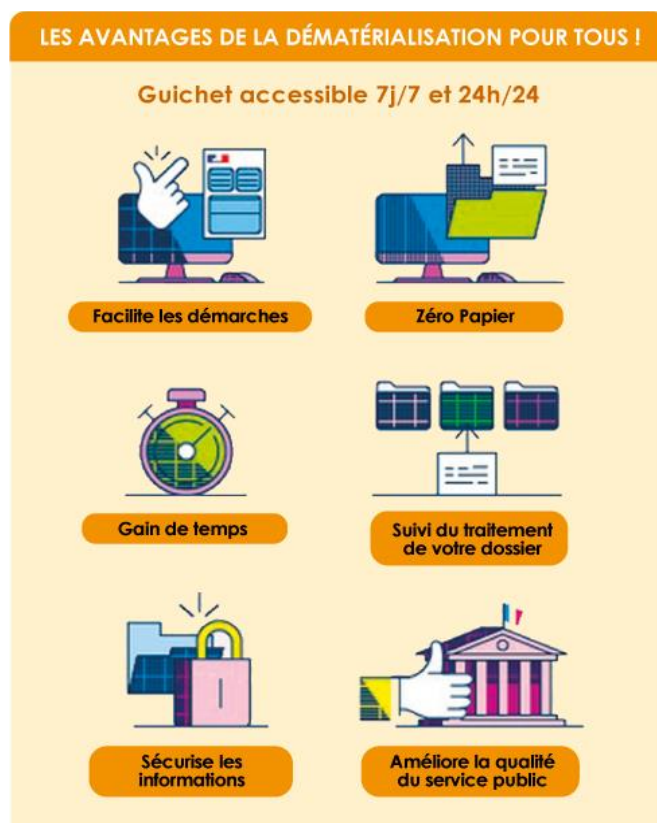 LES AVANTAGES DE LA DÉMATÉRIALISATION POUR TOUS !
Guichet accessible 7j/7 et 24h/24
Facilite les démarches
Zéro Papier
Gain de temps
Suivi du traitement
de votre dossier
Sécurise les
informations
Améliore la qualité
du service public